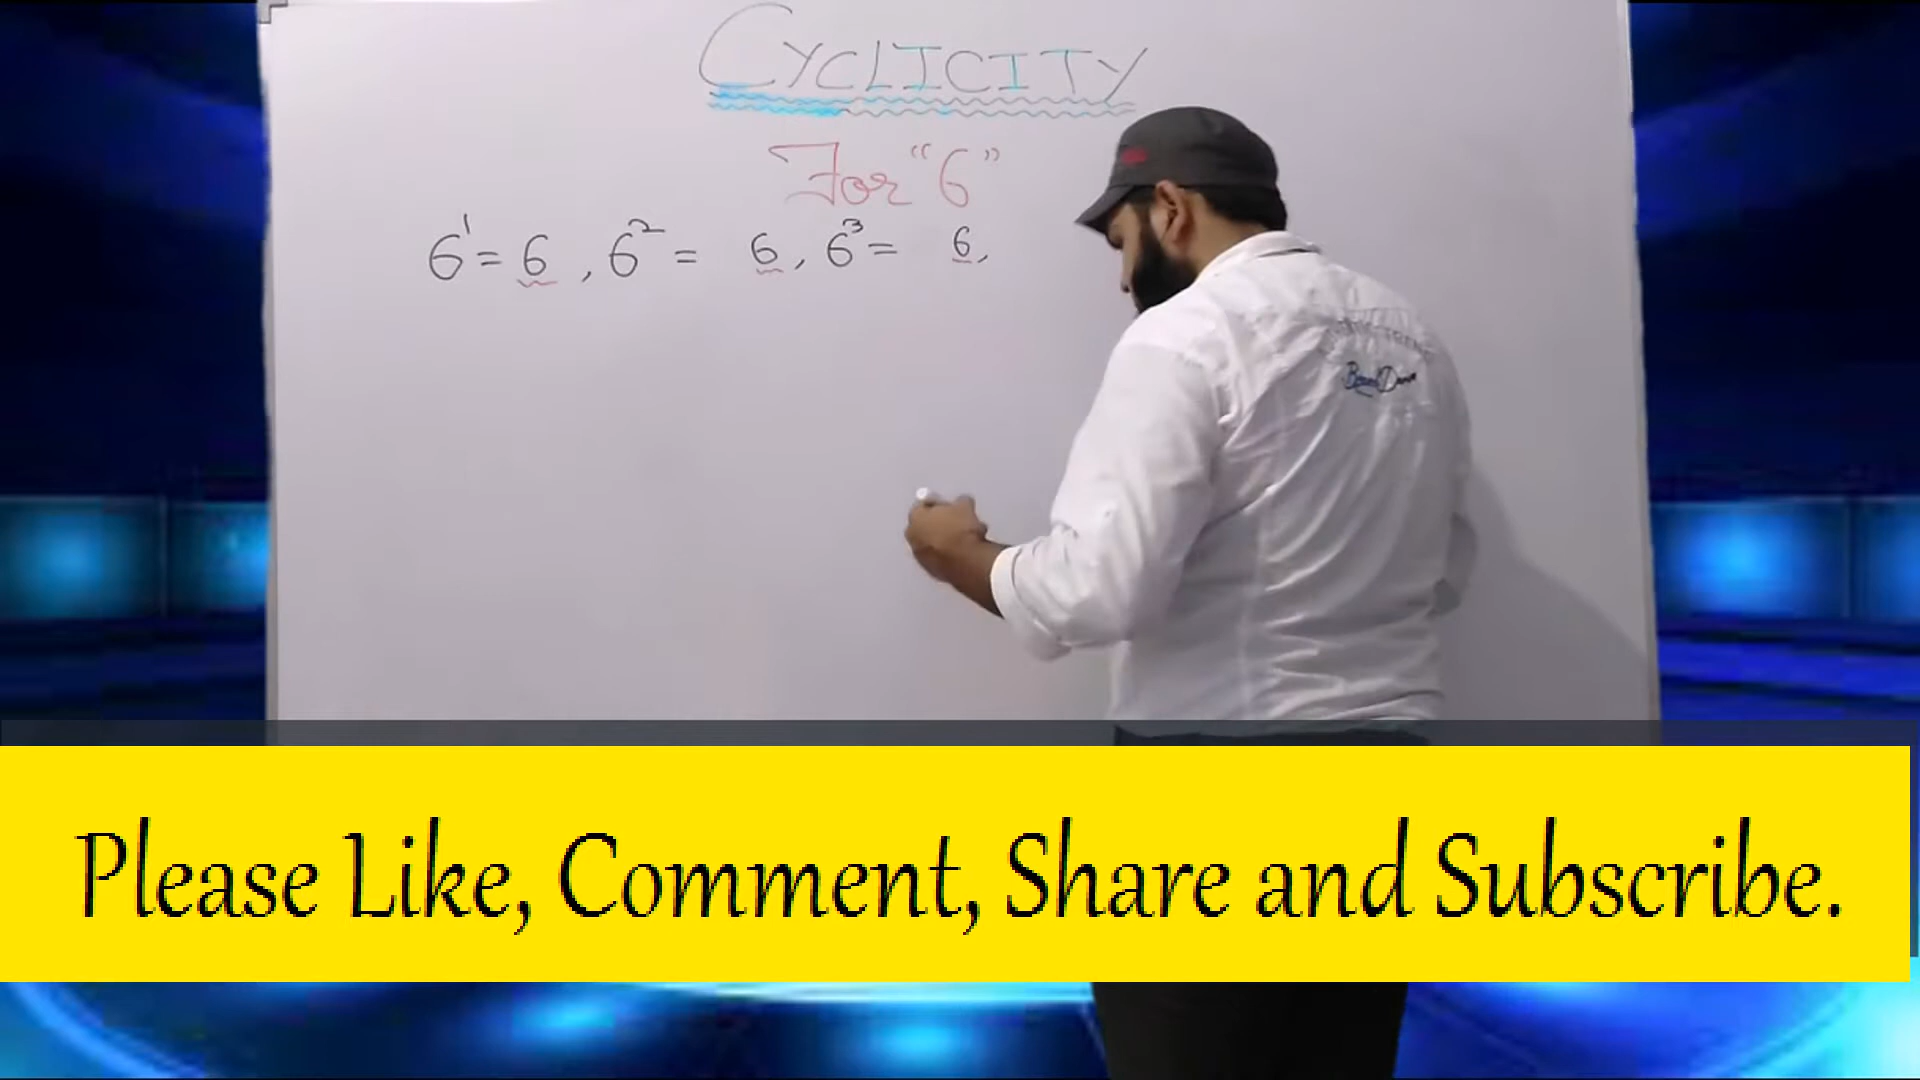 CYCLICITY
For "6"
6¹ = 6 , 6² = 6 , 6³ = 6 ,
Please Like, Comment, Share and Subscribe.